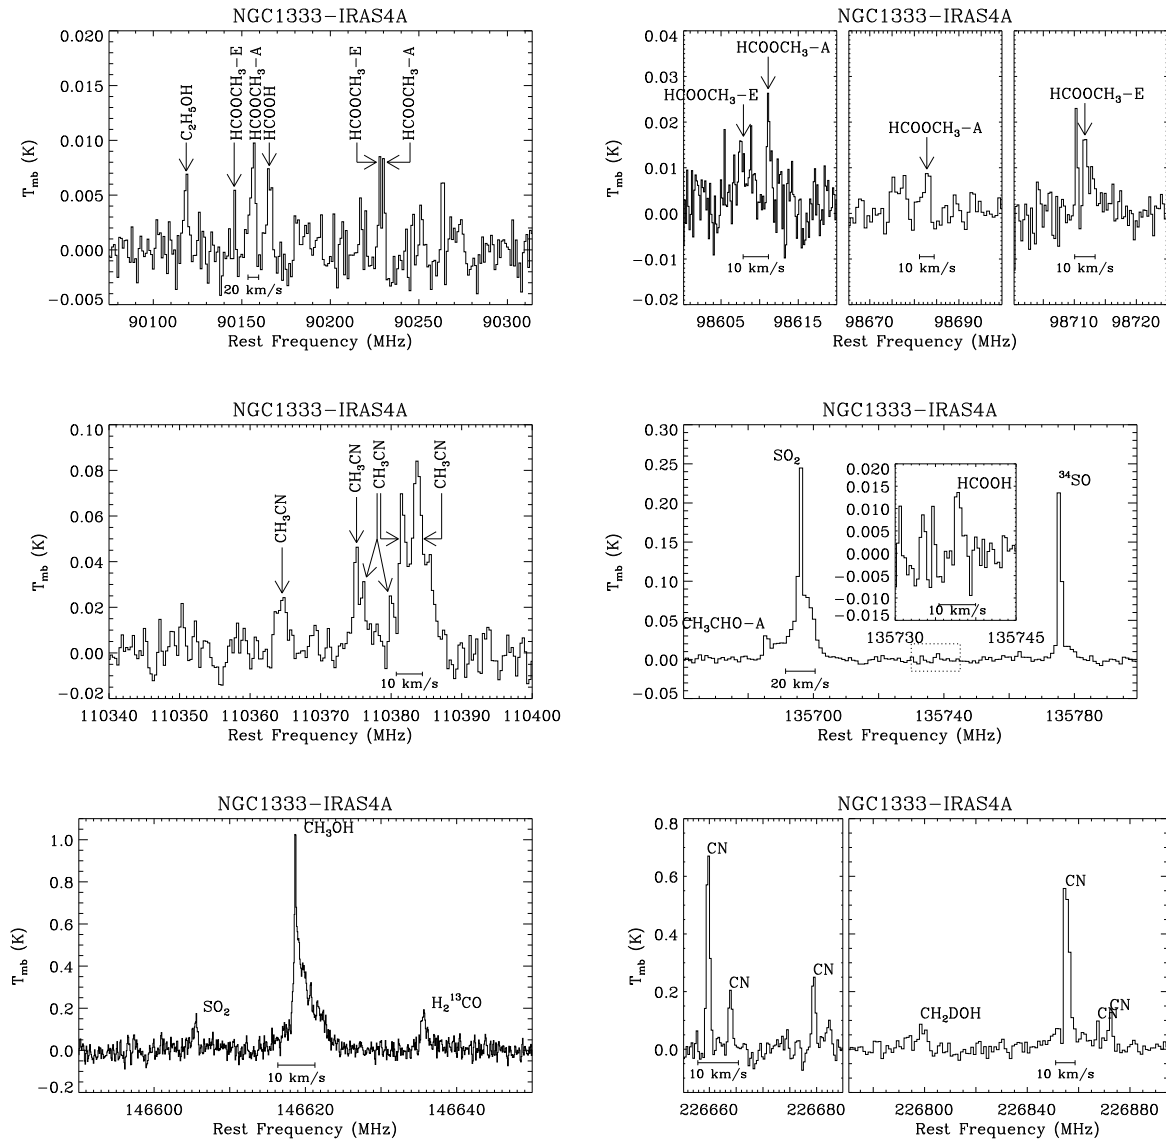 NGC1333−IRAS4A
0.020
0.015
0.010
0.005
0.000
−0.005
T_mb (K)
C₂H₅OH
HCOOCH₃−E
HCOOCH₃−A
HCOOH
HCOOCH₃−E
HCOOCH₃−A
20 km/s
90100 90150 90200 90250 90300
Rest Frequency (MHz)
NGC1333−IRAS4A
0.04
0.03
0.02
0.01
0.00
−0.01
−0.02
T_mb (K)
HCOOCH₃−A
HCOOCH₃−E
HCOOCH₃−A
HCOOCH₃−E
10 km/s 10 km/s 10 km/s
98605 98615 98670 98690 98710 98720
Rest Frequency (MHz)
NGC1333−IRAS4A
0.10
0.08
0.06
0.04
0.02
0.00
−0.02
T_mb (K)
CH₃CN
CH₃CN
CH₃CN
CH₃CN
10 km/s
110340 110350 110360 110370 110380 110390 110400
Rest Frequency (MHz)
NGC1333−IRAS4A
0.30
0.25
0.20
0.15
0.10
0.05
0.00
−0.05
T_mb (K)
SO₂
³⁴SO
CH₃CHO−A
20 km/s
0.020
0.015
0.010
0.005
0.000
−0.005
−0.010
−0.015
HCOOH
10 km/s
135730 135745
135700 135740 135780
Rest Frequency (MHz)
NGC1333−IRAS4A
1.0
0.8
0.6
0.4
0.2
0.0
−0.2
T_mb (K)
CH₃OH
SO₂
H₂¹³CO
10 km/s
146600 146620 146640
Rest Frequency (MHz)
NGC1333−IRAS4A
0.8
0.6
0.4
0.2
0.0
T_mb (K)
CN
CN
CN
CN
CH₂DOH
CN
CN
10 km/s 10 km/s
226660 226680 226800 226840 226880
Rest Frequency (MHz)